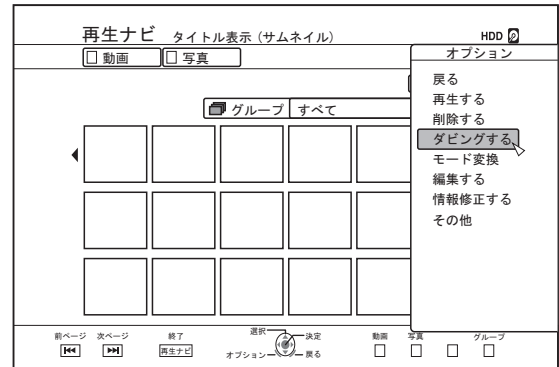 再生ナビ タイトル表示（サムネイル） HDD
動画 写真
グループ すべて
オプション
戻る
再生する
削除する
ダビングする
モード変換
編集する
情報修正する
その他
前ページ 次ページ 終了 選択 決定 動画 写真 グループ
再生ナビ オプション 戻る